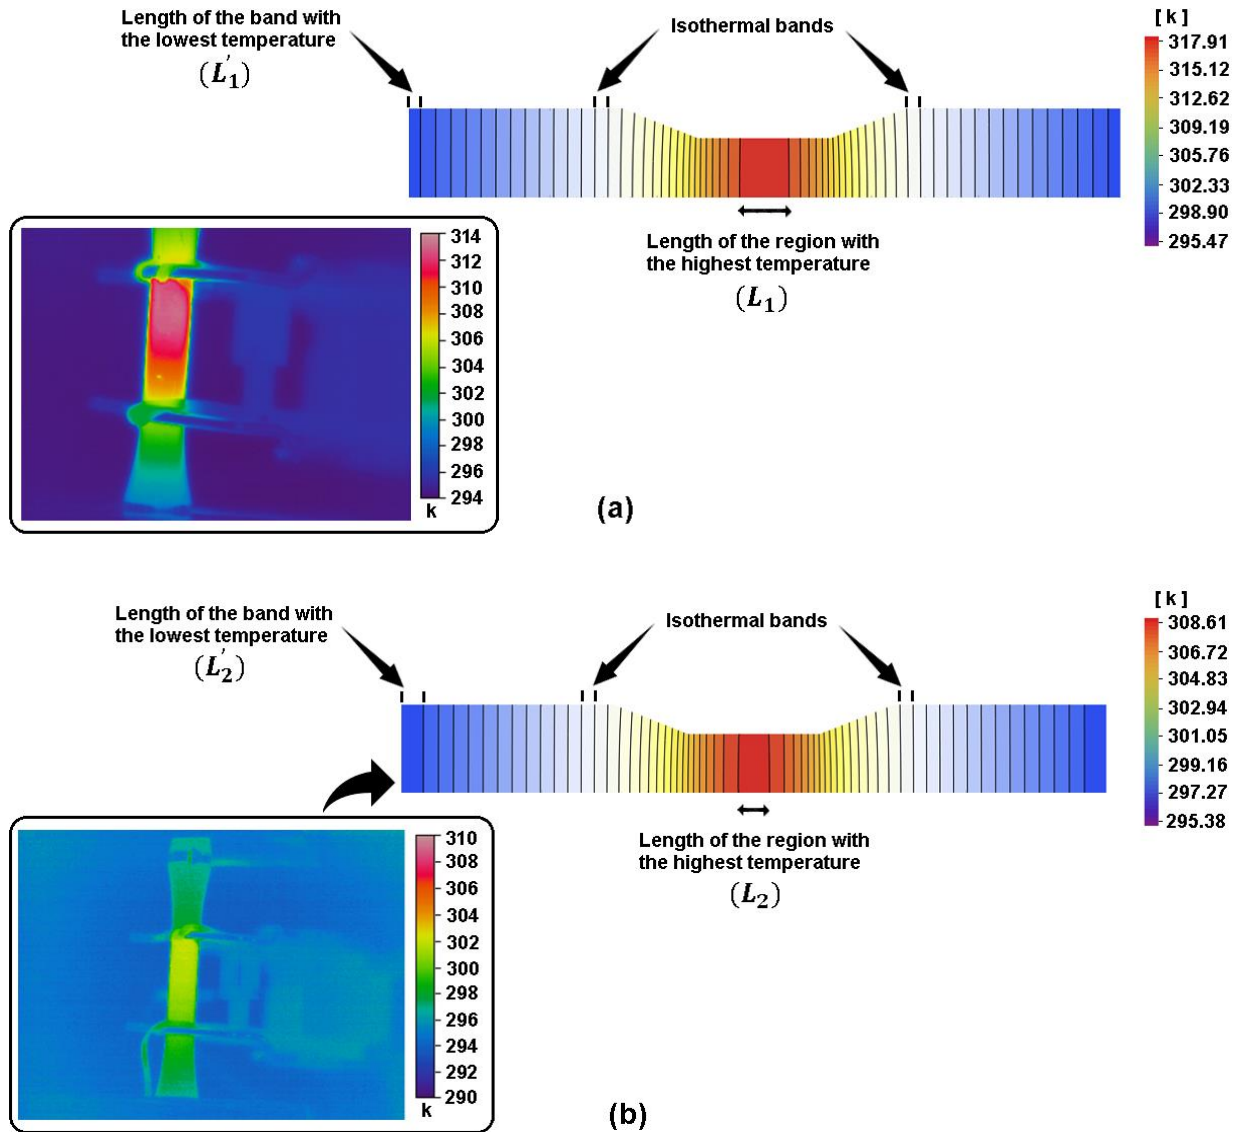 Length of the band with
the lowest temperature
(L'1)
Isothermal bands
[ k ]
317.91
315.12
312.62
309.19
305.76
302.33
298.90
295.47
Length of the region with
the highest temperature
(L1)
314
312
310
308
306
304
302
300
298
296
294
k
(a)
Length of the band with
the lowest temperature
(L'2)
Isothermal bands
[ k ]
308.61
306.72
304.83
302.94
301.05
299.16
297.27
295.38
Length of the region with
the highest temperature
(L2)
310
308
306
304
302
300
298
296
294
292
290
k
(b)